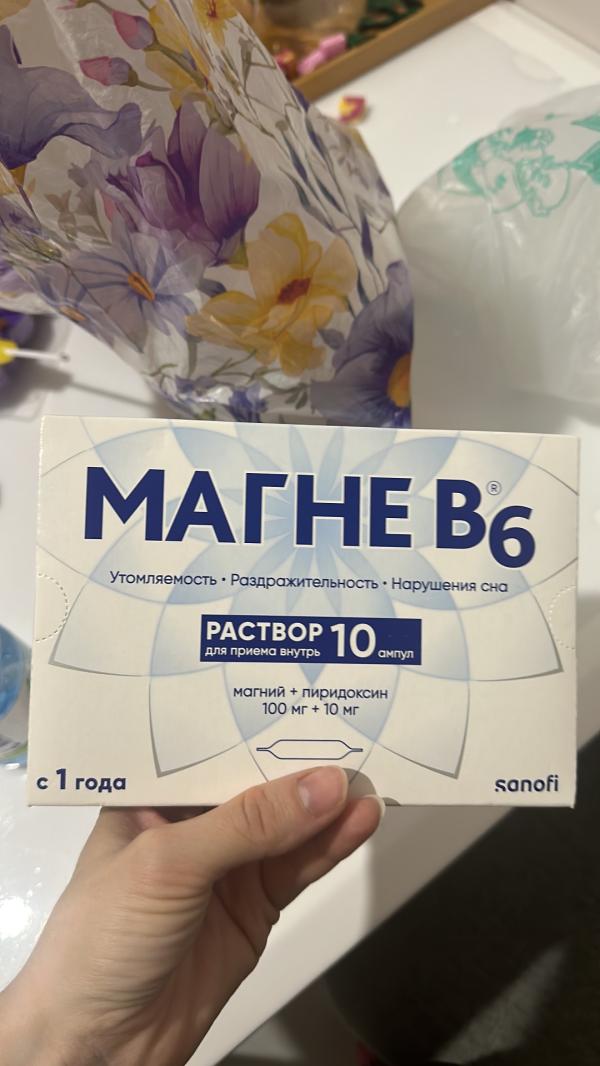 МАГНЕ B6®
Утомляемость • Раздражительность • Нарушения сна
РАСТВОР 10
для приема внутрь ампул
магний + пиридоксин
100 мг + 10 мг
с 1 года
sanofi